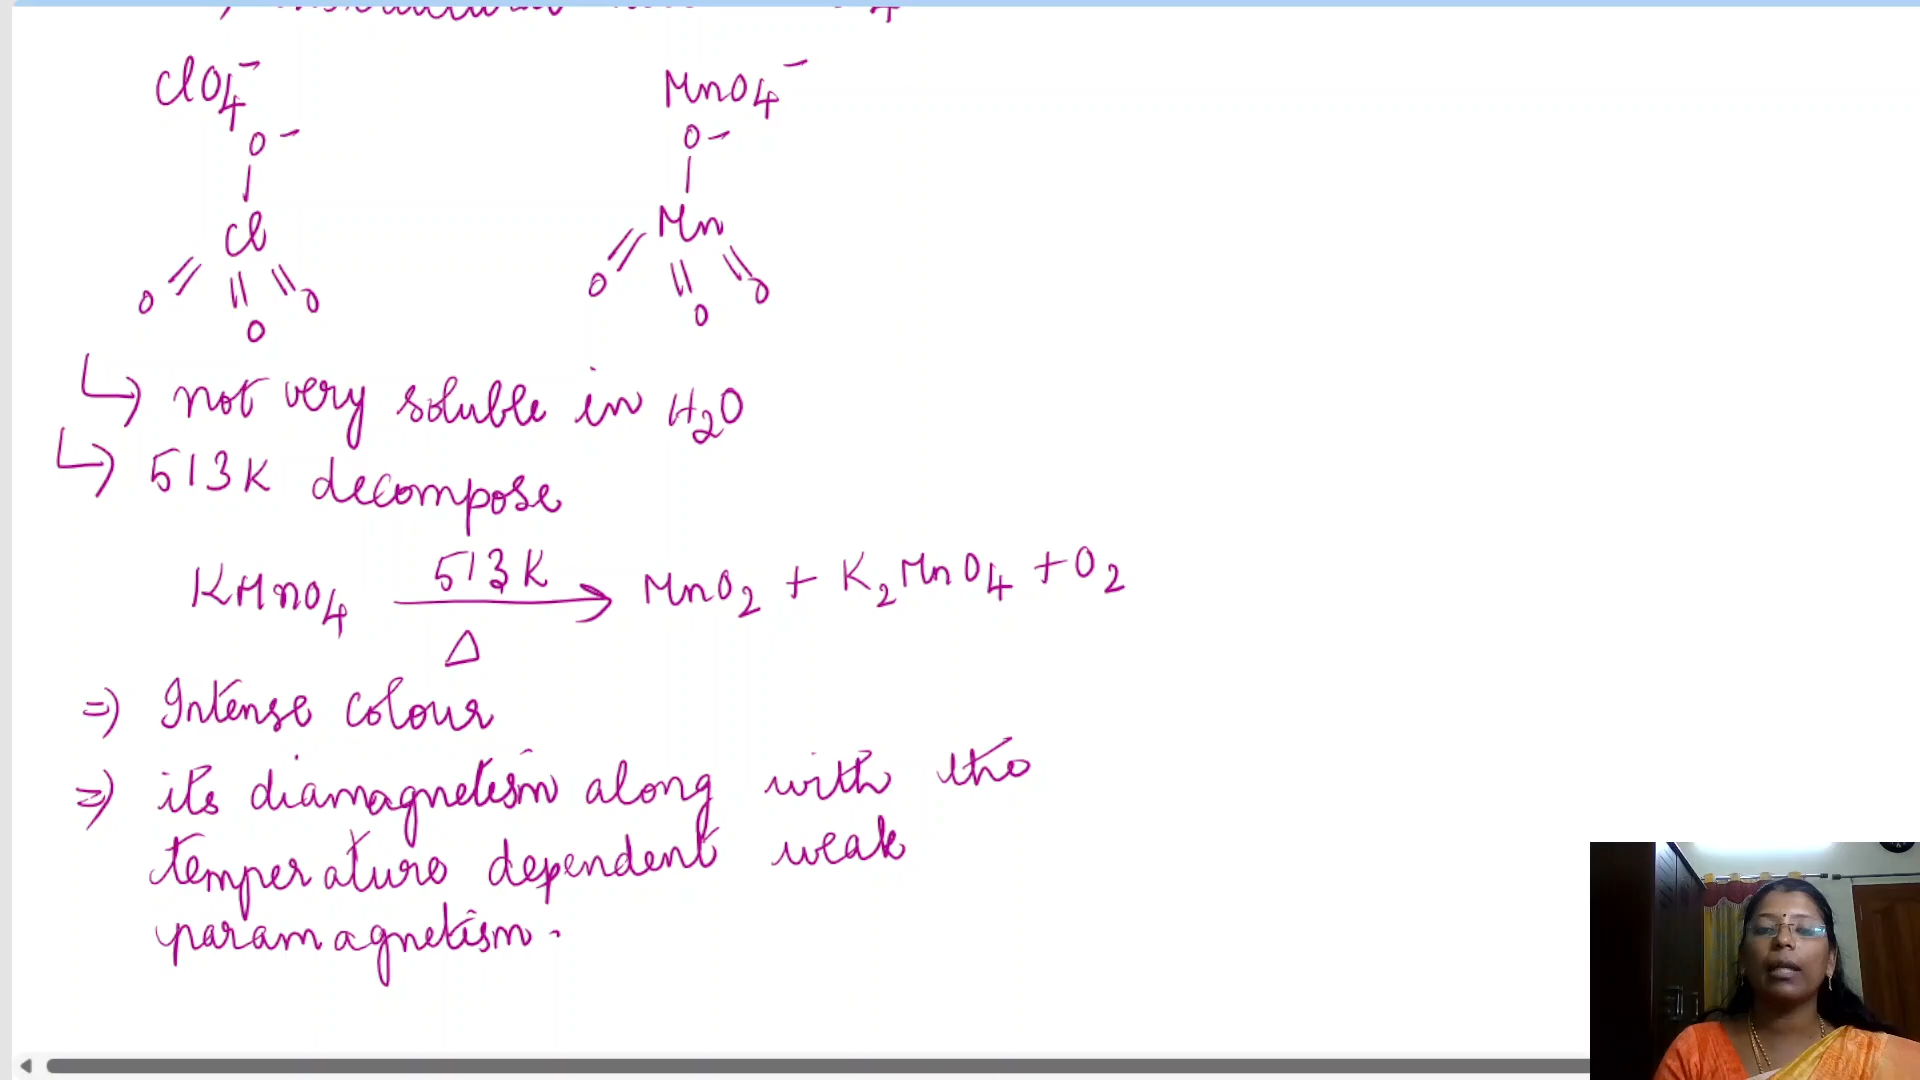 ClO4⁻ MnO4⁻
O⁻ O⁻
Cl Mn
O O O O O O
not very soluble in H2O
513K decompose
KMnO4 513K Δ → MnO2 + K2MnO4 + O2
⇒ Intense colour
⇒ its diamagnetism along with the
temperature dependent weak
paramagnetism.